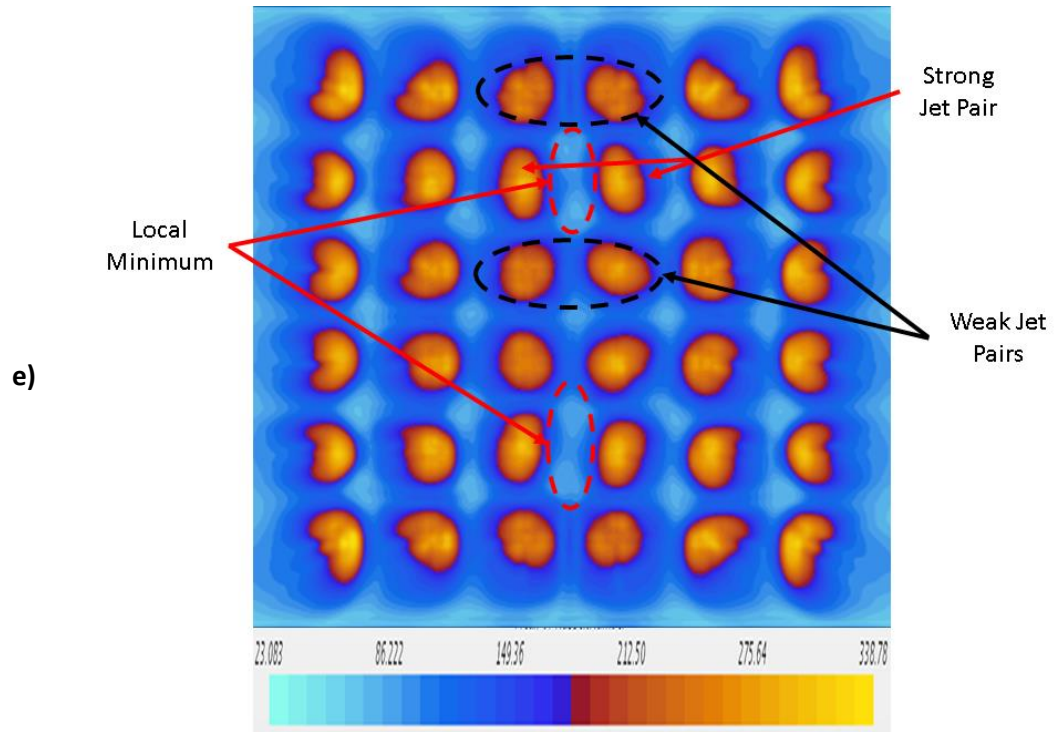 Strong
Jet Pair
Local
Minimum
Weak Jet
Pairs
e)
23.083 86.222 149.36 212.50 275.64 338.78